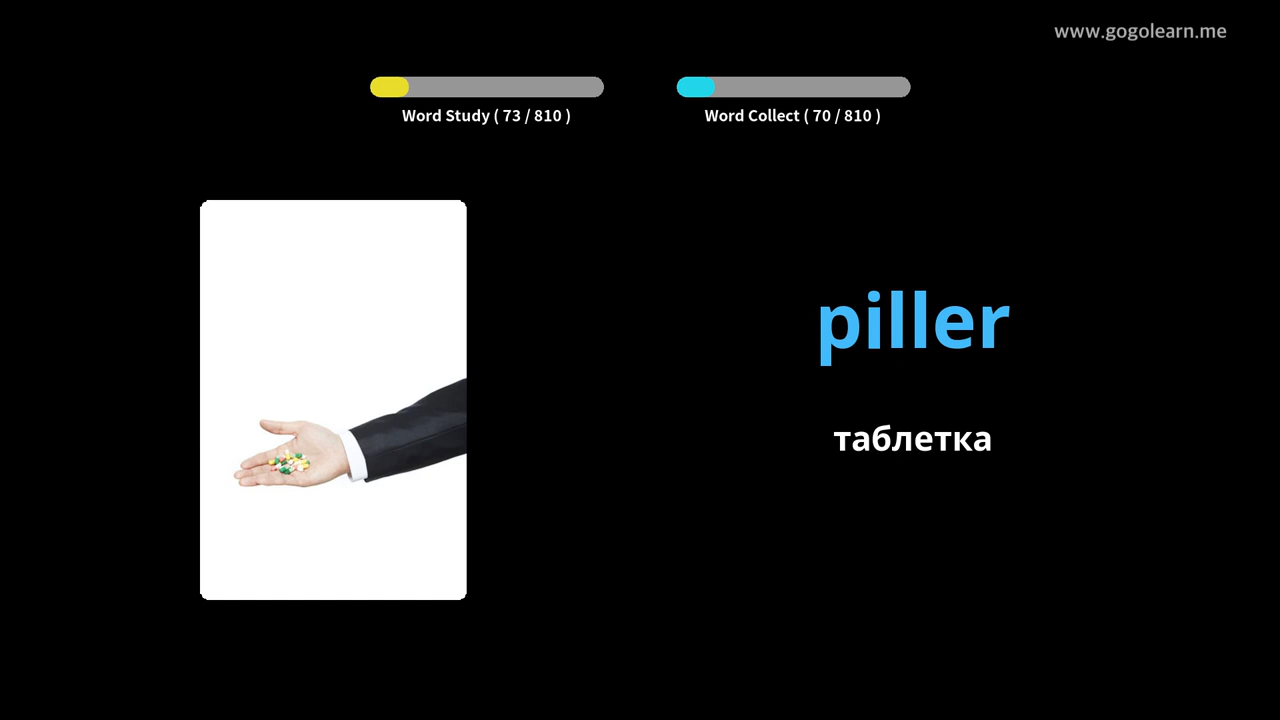 www.gogolearn.me
Word Study ( 73 / 810 )
Word Collect ( 70 / 810 )
piller
таблетка